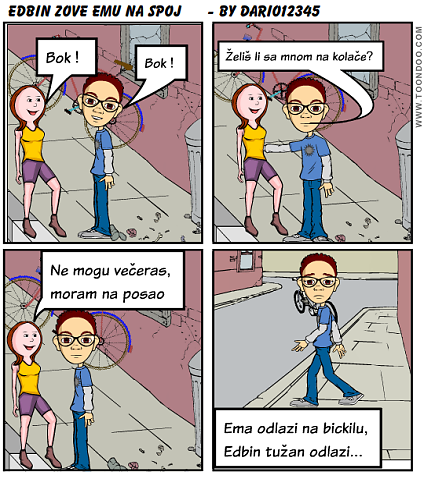 EDBIN ZOVE EMU NA SPOJ - BY DARIO12345
Bok !
Bok !
Želiš li sa mnom na kolače?
Ne mogu večeras,
moram na posao
Ema odlazi na bickilu,
Edbin tužan odlazi...
WWW.TOONDOO.COM